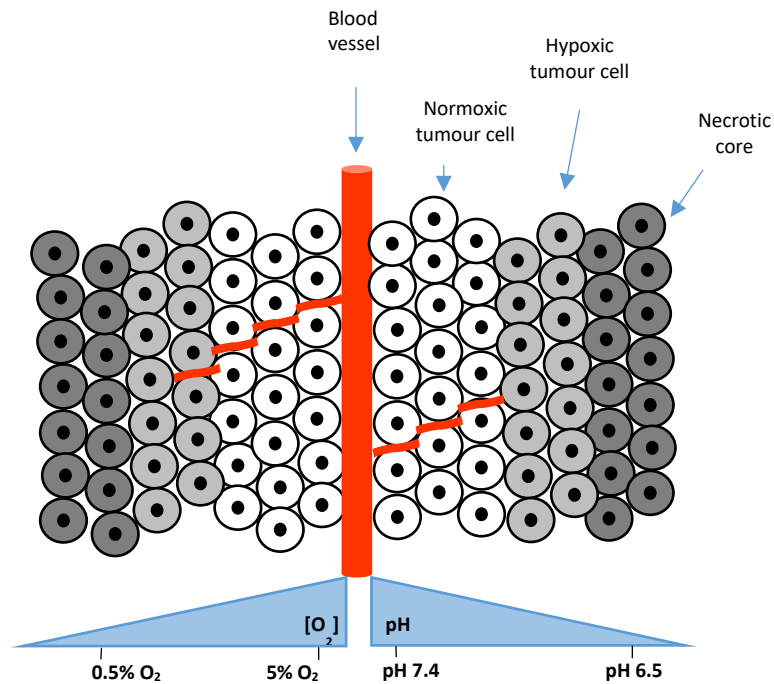 Blood
vessel
Hypoxic
tumour cell
Normoxic
tumour cell
Necrotic
core
[O2]
pH
0.5% O2
5% O2
pH 7.4
pH 6.5